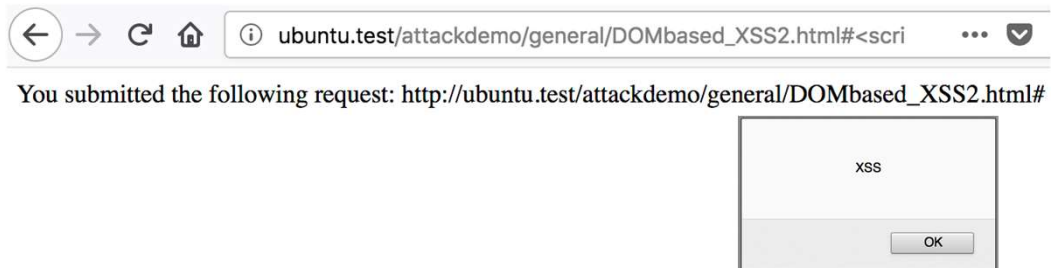 ubuntu.test/attackdemo/general/DOMbased_XSS2.html#<scri
You submitted the following request: http://ubuntu.test/attackdemo/general/DOMbased_XSS2.html#
xss
OK